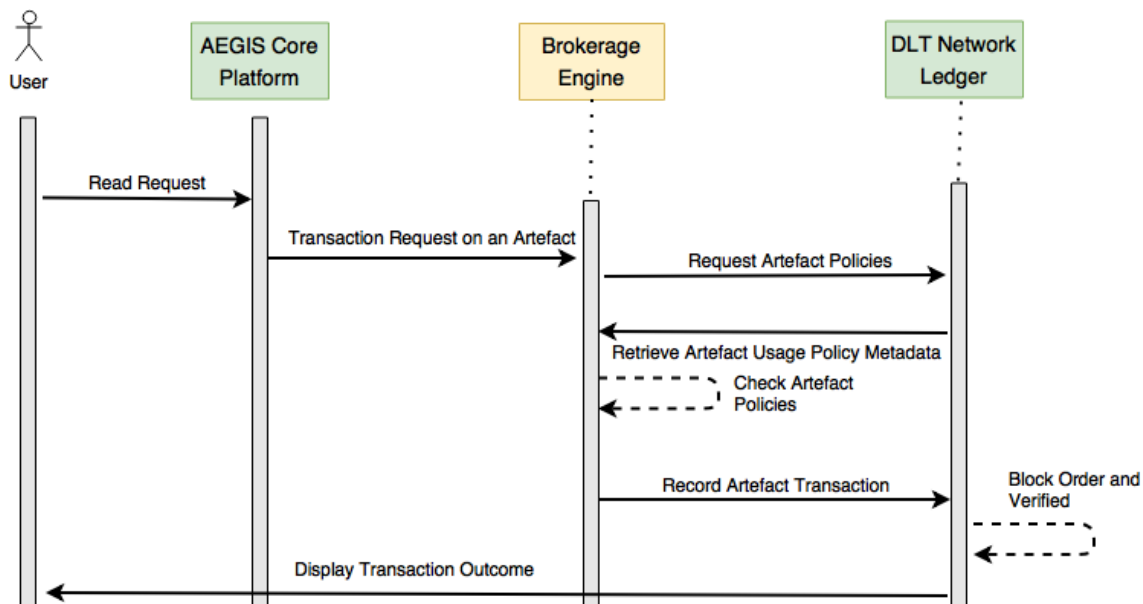 User
AEGIS Core
Platform
Brokerage
Engine
DLT Network
Ledger
Read Request
Transaction Request on an Artefact
Request Artefact Policies
Retrieve Artefact Usage Policy Metadata
Check Artefact
Policies
Record Artefact Transaction
Block Order and
Verified
Display Transaction Outcome